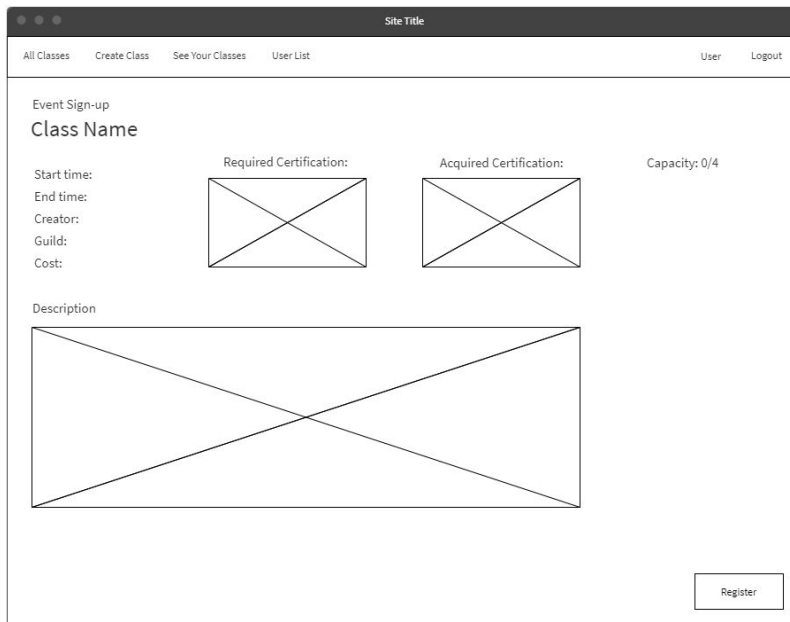 Site Title
All Classes Create Class See Your Classes User List User Logout
Event Sign-up
Class Name
Required Certification: Acquired Certification: Capacity: 0/4
Start time:
End time:
Creator:
Guild:
Cost:
Description
Register